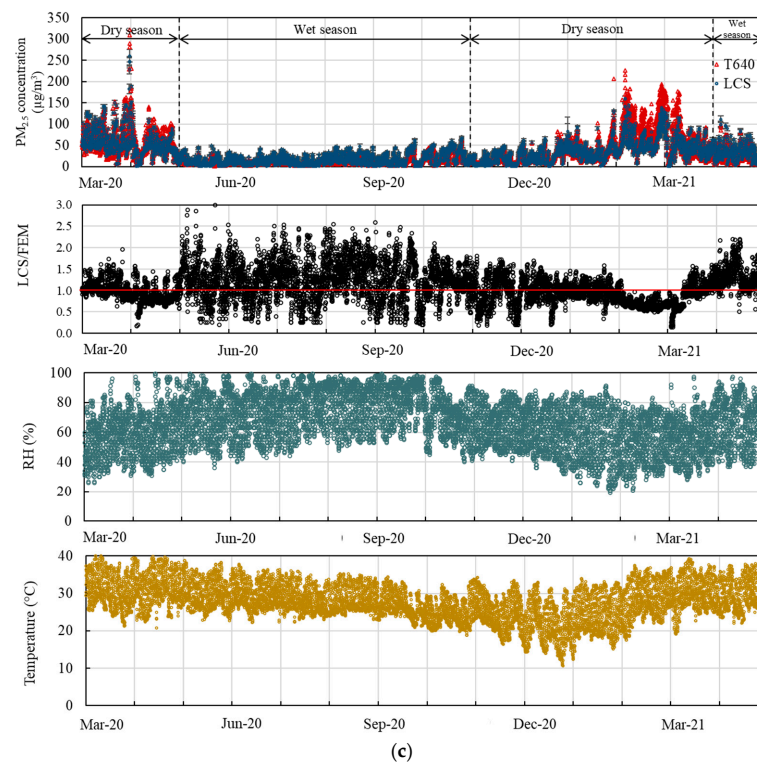 350
300
250
200
150
100
50
0
PM2.5 concentration
(µg/m³)
Dry season
Wet season
Dry season
Wet
season
T640
LCS
Mar-20 Jun-20 Sep-20 Dec-20 Mar-21
3.0
2.5
2.0
1.5
1.0
0.5
0.0
LCS/FEM
Mar-20 Jun-20 Sep-20 Dec-20 Mar-21
100
80
60
40
20
0
RH (%)
Mar-20 Jun-20 Sep-20 Dec-20 Mar-21
40
30
20
10
0
Temperature (°C)
Mar-20 Jun-20 Sep-20 Dec-20 Mar-21
(c)